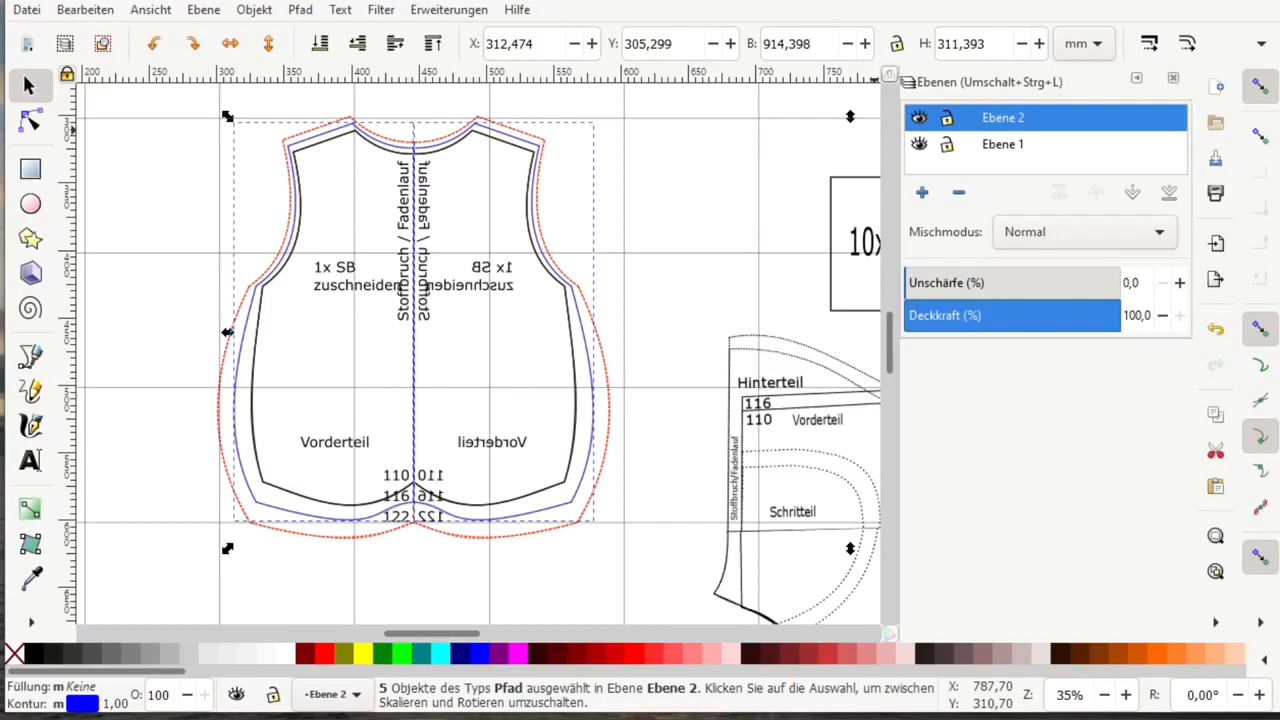 Datei Bearbeiten Ansicht Ebene Objekt Pfad Text Filter Erweiterungen Hilfe
X: 312,474 Y: 305,299 B: 914,398 H: 311,393 mm
200 250 300 350 400 450 500 550 600 650 700 750
Ebenen (Umschalt+Strg+L)
Ebene 2
Ebene 1
Mischmodus: Normal
Unschärfe (%) 0,0
Deckkraft (%) 100,0
Stoffbruch / Fadenlauf
Stoffbruch / Fadenlauf
1x SB 1x SB
zuschneiden zuschneiden
Vorderteil Vorderteil
110 110
116 116
122 122
10x
Hinterteil
116
110 Vorderteil
Stoffbruch/Fadenlauf
Schritteil
A
Füllung: m Keine
Kontur: m 1,00
O: 100
•Ebene 2
5 Objekte des Typs Pfad ausgewählt in Ebene Ebene 2. Klicken Sie auf die Auswahl, um zwischen
Skalieren und Rotieren umzuschalten.
X: 787,70
Y: 310,70
Z: 35%
R: 0,00°